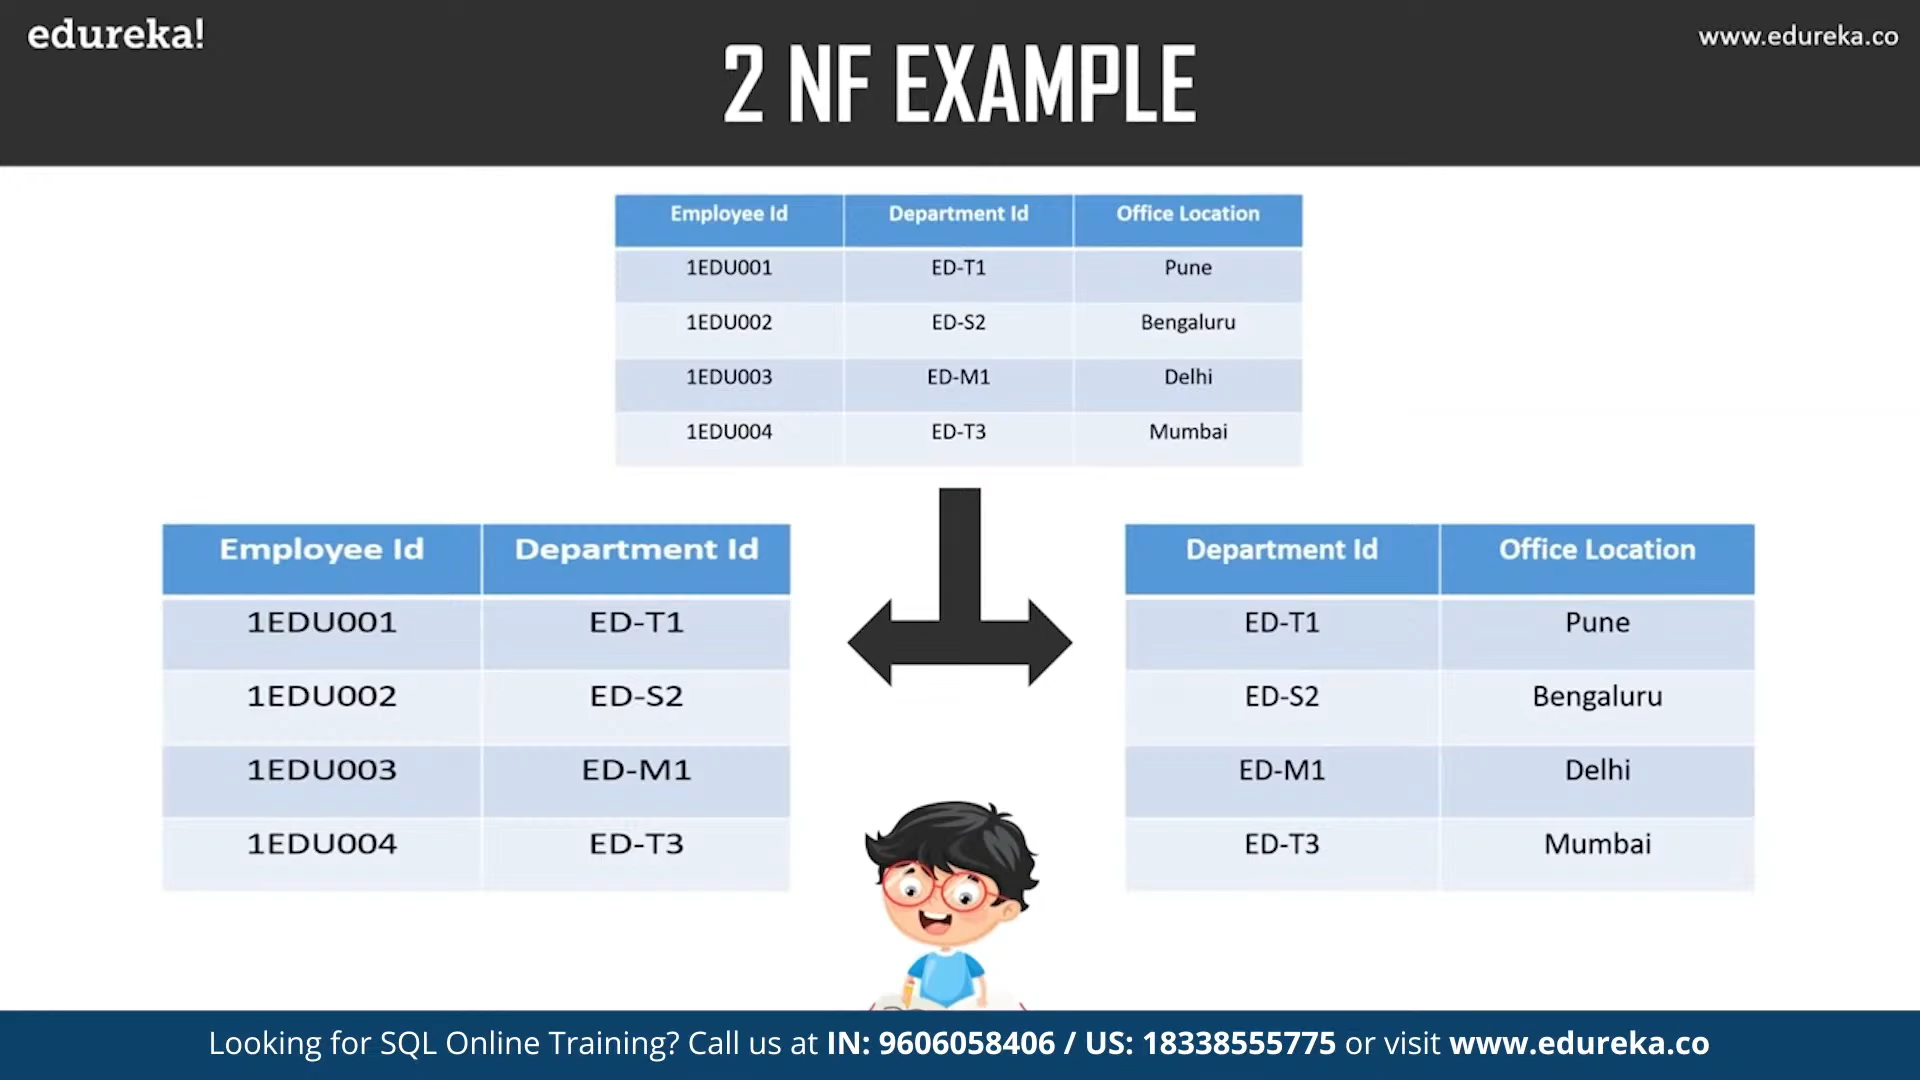 edureka!
www.edureka.co
2 NF EXAMPLE
Employee Id Department Id Office Location
1EDU001 ED-T1 Pune
1EDU002 ED-S2 Bengaluru
1EDU003 ED-M1 Delhi
1EDU004 ED-T3 Mumbai
Employee Id Department Id
1EDU001 ED-T1
1EDU002 ED-S2
1EDU003 ED-M1
1EDU004 ED-T3
Department Id Office Location
ED-T1 Pune
ED-S2 Bengaluru
ED-M1 Delhi
ED-T3 Mumbai
Looking for SQL Online Training? Call us at IN: 9606058406 / US: 18338555775 or visit www.edureka.co